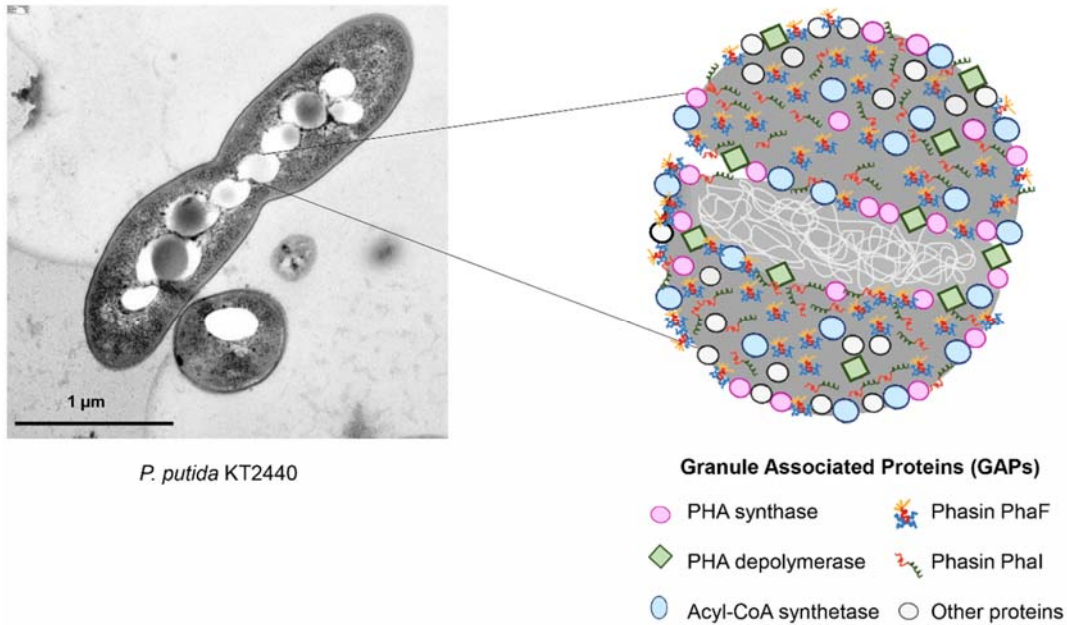 1 µm
P. putida KT2440
Granule Associated Proteins (GAPs)
PHA synthase
Phasin PhaF
PHA depolymerase
Phasin PhaI
Acyl-CoA synthetase
Other proteins